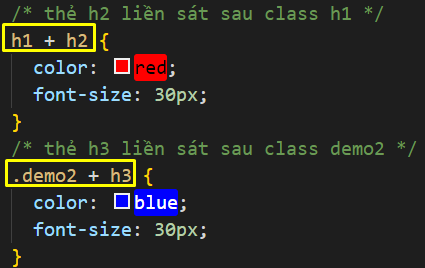 /* thẻ h2 liền sát sau class h1 */
h1 + h2 {
color: red;
font-size: 30px;
}
/* thẻ h3 liền sát sau class demo2 */
.demo2 + h3 {
color: blue;
font-size: 30px;
}